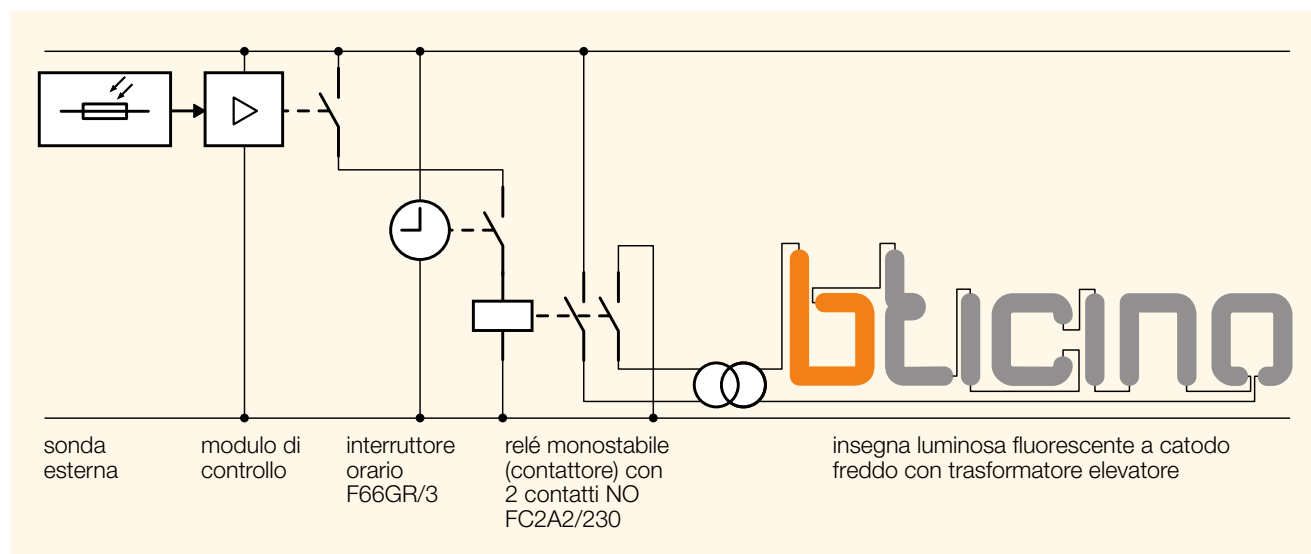 bticino
sonda
esterna
modulo di
controllo
interruttore
orario
F66GR/3
relé monostabile
(contattore) con
2 contatti NO
FC2A2/230
insegna luminosa fluorescente a catodo
freddo con trasformatore elevatore